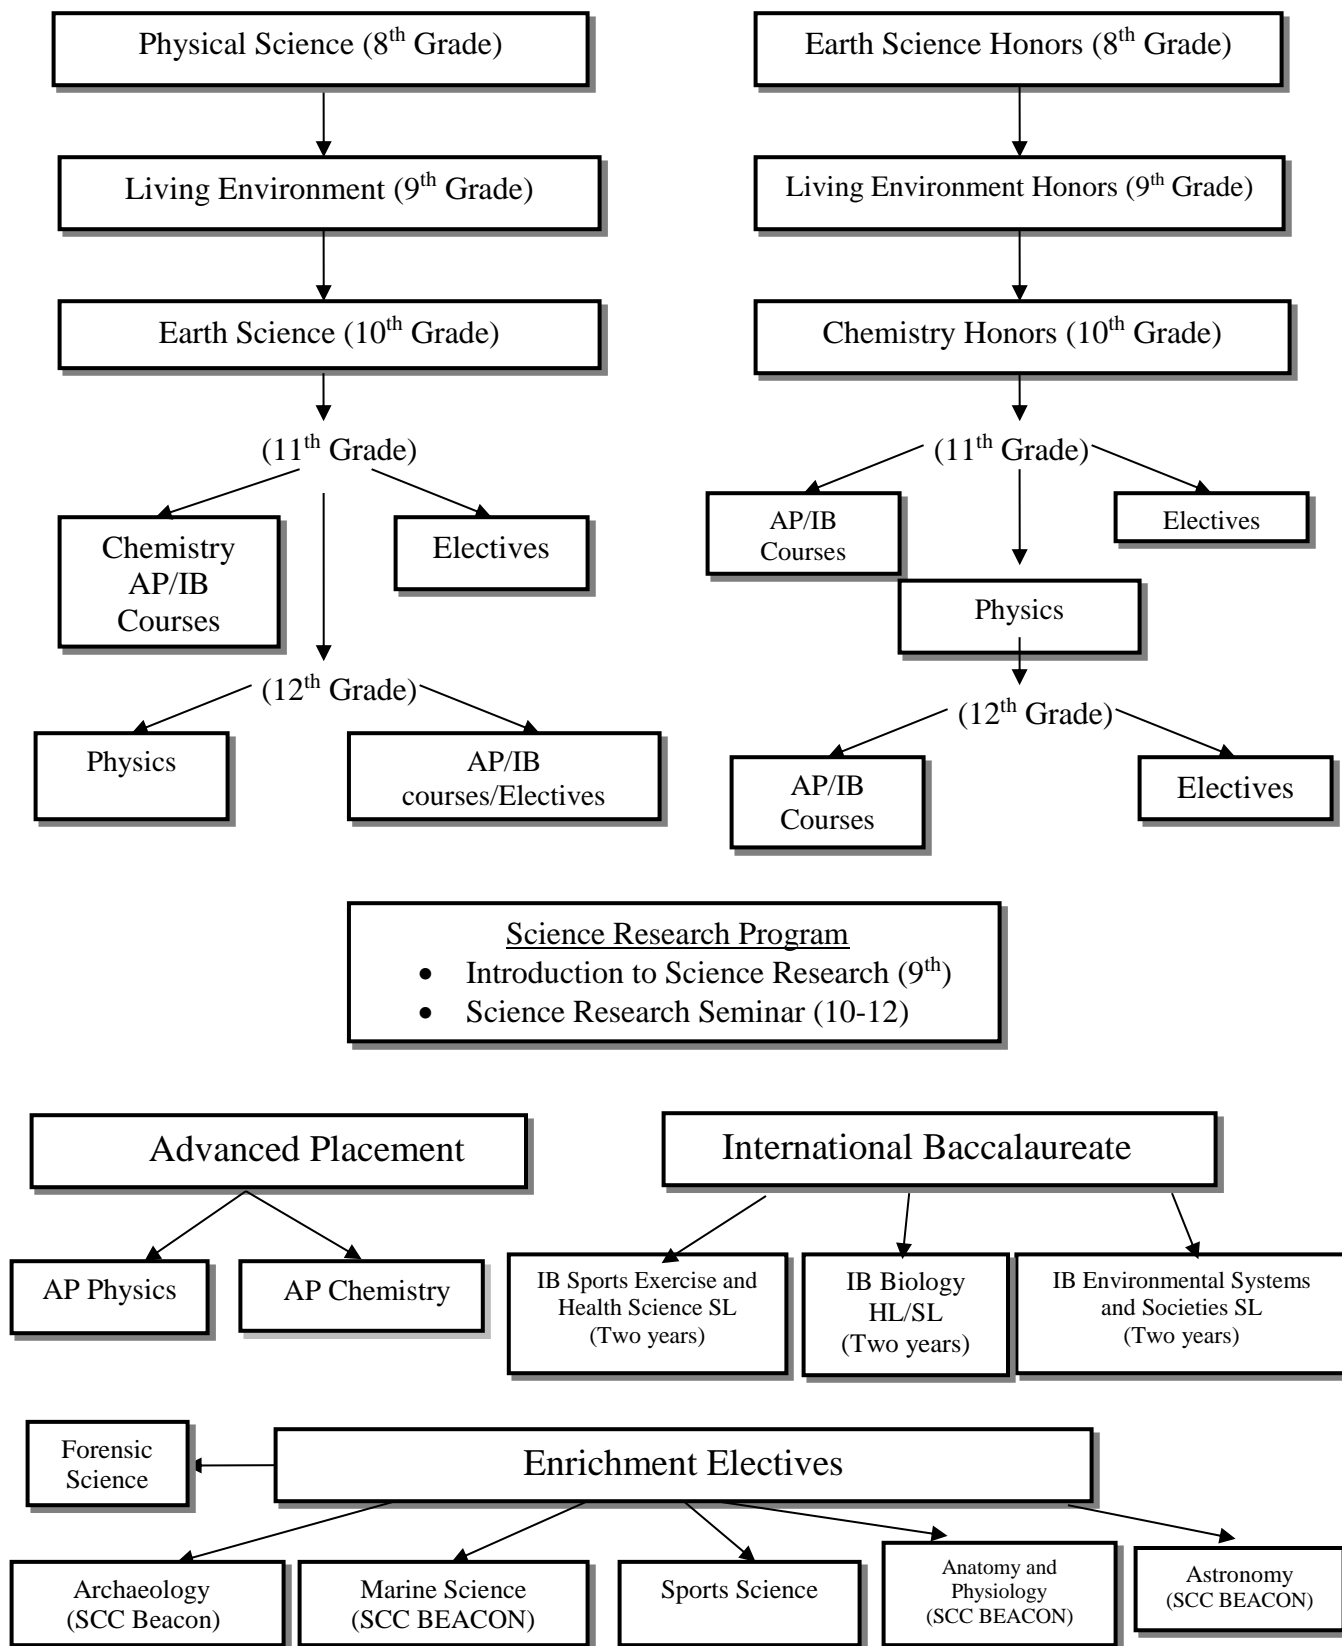 Physical Science (8th Grade)
Living Environment (9th Grade)
Earth Science (10th Grade)
(11th Grade)
Chemistry
AP/IB
Courses
Electives
(12th Grade)
Physics
AP/IB
courses/Electives
Earth Science Honors (8th Grade)
Living Environment Honors (9th Grade)
Chemistry Honors (10th Grade)
(11th Grade)
AP/IB
Courses
Electives
Physics
(12th Grade)
AP/IB
Courses
Electives
Science Research Program
• Introduction to Science Research (9th)
• Science Research Seminar (10-12)
Advanced Placement
AP Physics
AP Chemistry
International Baccalaureate
IB Sports Exercise and
Health Science SL
(Two years)
IB Biology
HL/SL
(Two years)
IB Environmental Systems
and Societies SL
(Two years)
Enrichment Electives
Forensic
Science
Archaeology
(SCC Beacon)
Marine Science
(SCC BEACON)
Sports Science
Anatomy and
Physiology
(SCC BEACON)
Astronomy
(SCC BEACON)